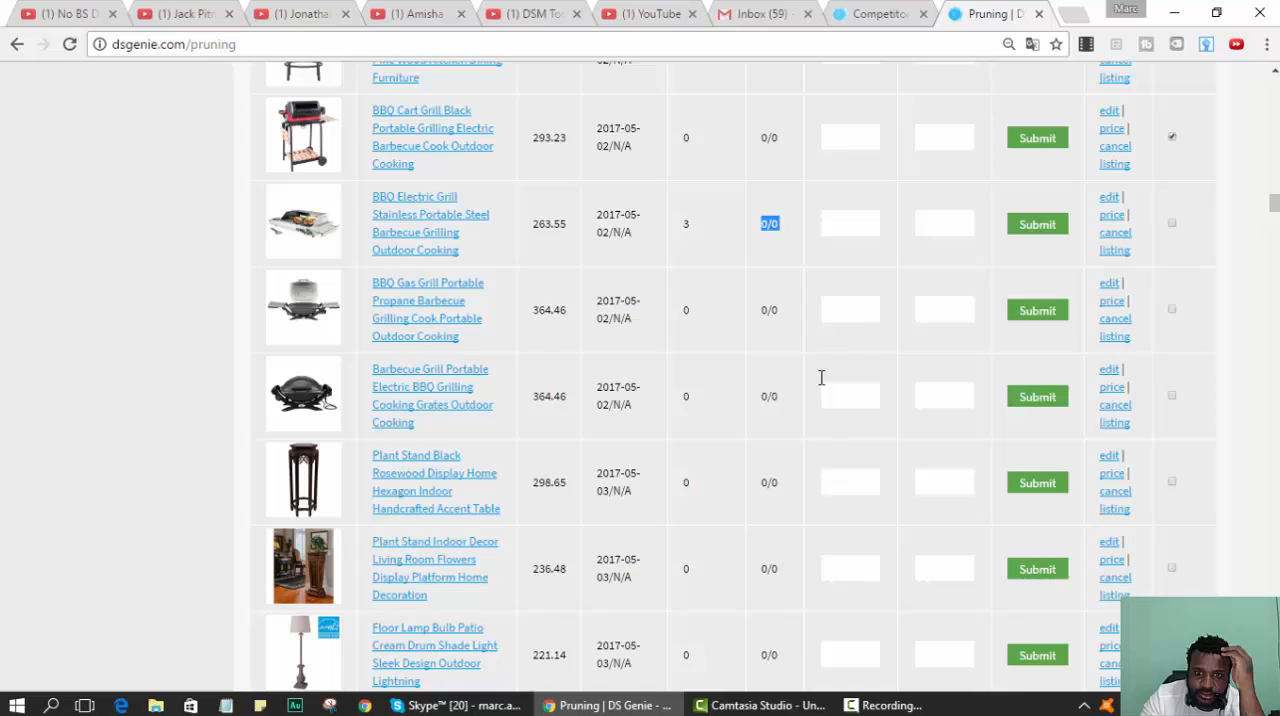 (1) No BS D
(1) Jack Pitr
(1) Jonatha
(1) Amisha
(1) DSM To
(1) YouTube
Inbox (59) -
Competito
Pruning | D
Marc
dsgenie.com/pruning
Furniture
cancel
listing
BBQ Cart Grill Black
Portable Grilling Electric
Barbecue Cook Outdoor
Cooking
293.23
2017-05-
02/N/A
0
0/0
Submit
edit |
price |
cancel
listing
BBQ Electric Grill
Stainless Portable Steel
Barbecue Grilling
Outdoor Cooking
263.55
2017-05-
02/N/A
3
0/0
Submit
edit |
price |
cancel
listing
BBQ Gas Grill Portable
Propane Barbecue
Grilling Cook Portable
Outdoor Cooking
364.46
2017-05-
02/N/A
0
0/0
Submit
edit |
price |
cancel
listing
Barbecue Grill Portable
Electric BBQ Grilling
Cooking Grates Outdoor
Cooking
364.46
2017-05-
02/N/A
0
0/0
Submit
edit |
price |
cancel
listing
Plant Stand Black
Rosewood Display Home
Hexagon Indoor
Handcrafted Accent Table
298.65
2017-05-
03/N/A
0
0/0
Submit
edit |
price |
cancel
listing
Plant Stand Indoor Decor
Living Room Flowers
Display Platform Home
Decoration
236.48
2017-05-
03/N/A
0
0/0
Submit
edit |
price |
cancel
listing
Floor Lamp Bulb Patio
Cream Drum Shade Light
Sleek Design Outdoor
Lightning
221.14
2017-05-
03/N/A
0
0/0
Submit
edit |
Skype™ [20] - marc.a...
Pruning | DS Genie - ...
Camtasia Studio - Un...
Recording...